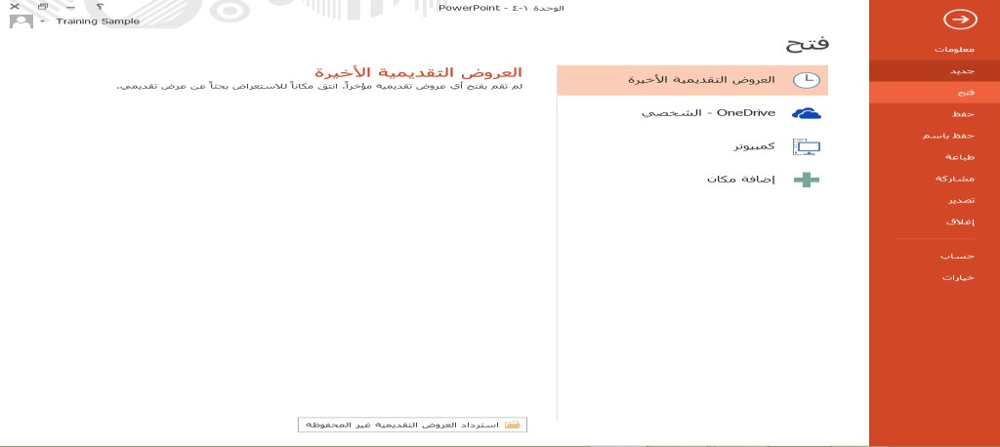 الوحدة ١-٤ - PowerPoint
Training Sample
معلومات
جديد
فتح
حفظ
حفظ باسم
طباعة
مشاركة
تصدير
إغلاق
حساب
خيارات
فتح
العروض التقديمية الأخيرة
OneDrive - الشخصي
كمبيوتر
إضافة مكان
العروض التقديمية الأخيرة
لم تقم بفتح أي عروض تقديمية مؤخراً. انتق مكاناً للاستعراض بحثاً عن عرض تقديمي.
استرداد العروض التقديمية غير المحفوظة